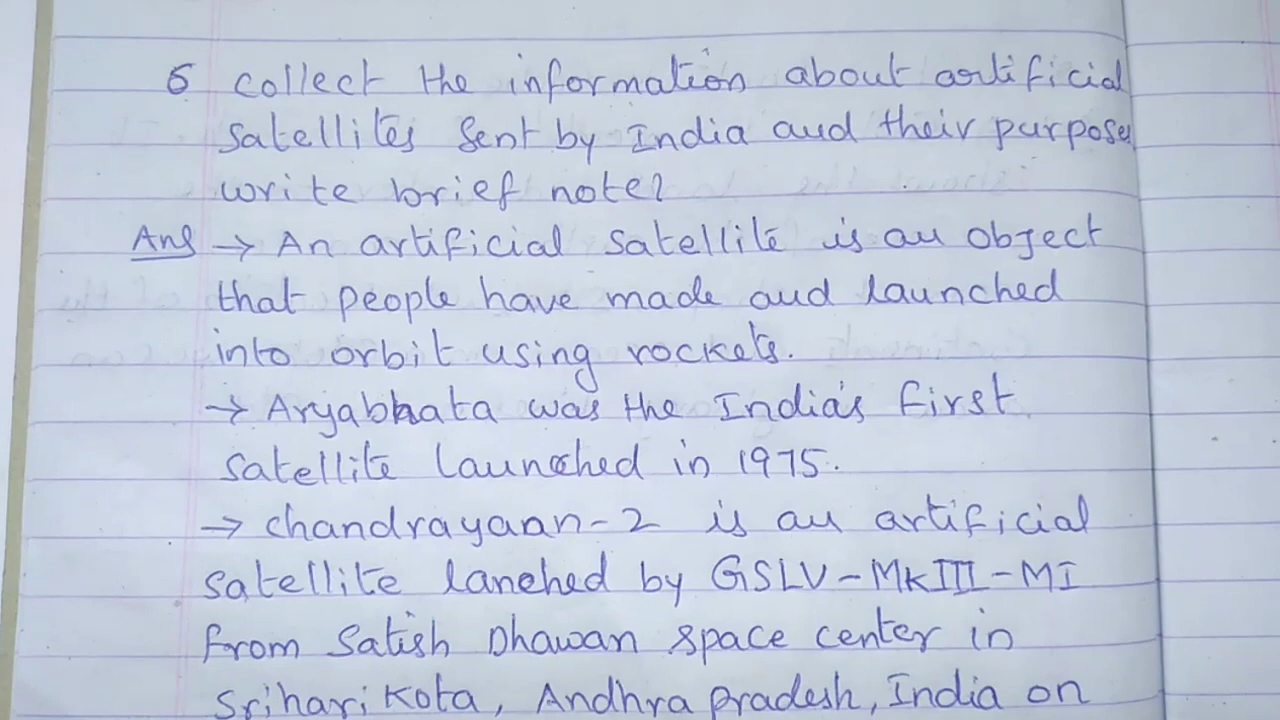 6 collect the information about artificial
satellites sent by India and their purpose
write brief note?
Ans → An artificial satellite is an object
that people have made and launched
into orbit using rockets.
→ Aryabhata was the India's first
satellite launched in 1975.
→ chandrayaan-2 is an artificial
satellite lanched by GSLV-MkIII-MI
from Satish Dhawan space center in
Sriharikota, Andhra pradesh, India on